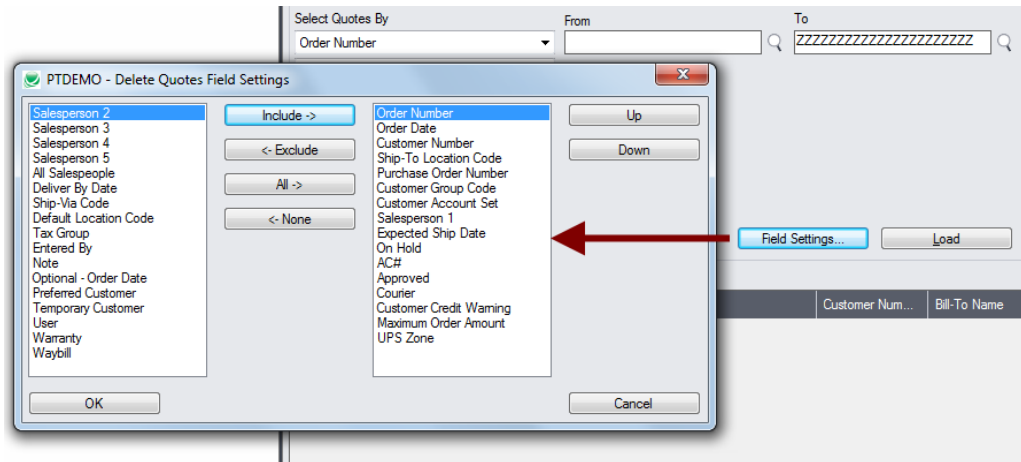 Select Quotes By
From
To
Order Number
ZZZZZZZZZZZZZZZZZZZZZZ
PTDEMO - Delete Quotes Field Settings
Salesperson 2
Salesperson 3
Salesperson 4
Salesperson 5
All Salespeople
Deliver By Date
Ship-Via Code
Default Location Code
Tax Group
Entered By
Note
Optional - Order Date
Preferred Customer
Temporary Customer
User
Warranty
Waybill
Include ->
<- Exclude
All ->
<- None
Order Number
Order Date
Customer Number
Ship-To Location Code
Purchase Order Number
Customer Group Code
Customer Account Set
Salesperson 1
Expected Ship Date
On Hold
AC#
Approved
Courier
Customer Credit Warning
Maximum Order Amount
UPS Zone
Up
Down
OK
Cancel
Field Settings...
Load
Customer Num...
Bill-To Name